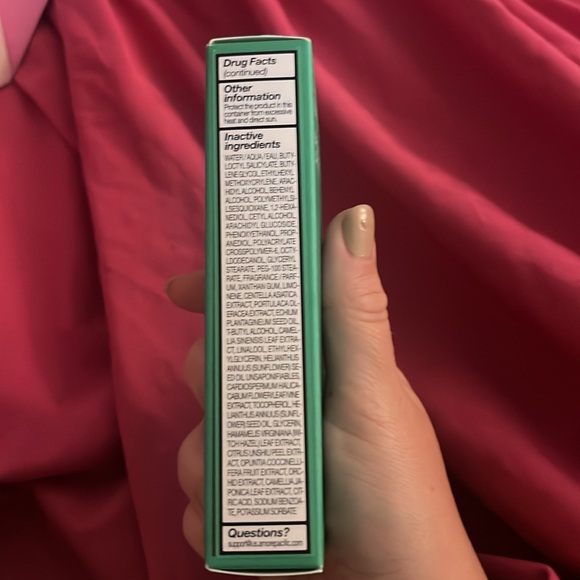 Drug Facts
(continued)
Other
information
Protect the product in this
container from excessive
heat and direct sun.
Inactive
ingredients
WATER / AQUA / EAU, BUTY-
LOCTYL SALICYLATE, BUTY-
LENE GLYCOL, ETHYLHEXYL
METHOXYCRYLENE, ARAC-
HIDYL ALCOHOL, BEHENYL
ALCOHOL, POLYMETHYLSI-
LSESQUIOXANE, 1,2-HEXA-
NEDIOL, CETYL ALCOHOL,
ARACHIDYL GLUCOSIDE,
PHENOXYETHANOL, PROP-
ANEDIOL, POLYACRYLATE
CROSSPOLYMER-6, OCTY-
LDODECANOL, GLYCERYL
STEARATE, PEG-100 STEA-
RATE, FRAGRANCE / PARF-
UM, XANTHAN GUM, LIMO-
NENE, CENTELLA ASIATICA
EXTRACT, PORTULACA OL-
ERACEA EXTRACT, ECHIUM
PLANTAGINEUM SEED OIL,
T-BUTYL ALCOHOL, CAMEL-
LIA SINENSIS LEAF EXTRA-
CT, LINALOOL, ETHYLHEX-
YLGLYCERIN, HELIANTHUS
ANNUUS (SUNFLOWER) SE-
ED OIL UNSAPONIFIABLES,
CARDIOSPERMUM HALICA-
CABUM FLOWER/LEAF/VINE
EXTRACT, TOCOPHEROL, HE-
LIANTHUS ANNUUS (SUNFL-
OWER) SEED OIL, GLYCERIN,
HAMAMELIS VIRGINIANA (WI-
TCH HAZEL) LEAF EXTRACT,
CITRUS UNSHIU PEEL EXTR-
ACT, OPUNTIA COCCINELLI-
FERA FRUIT EXTRACT, ORC-
HID EXTRACT, CAMELLIA JA-
PONICA LEAF EXTRACT, CIT-
RIC ACID, SODIUM BENZOA-
TE, POTASSIUM SORBATE
Questions?
support@us.amorepacific.com